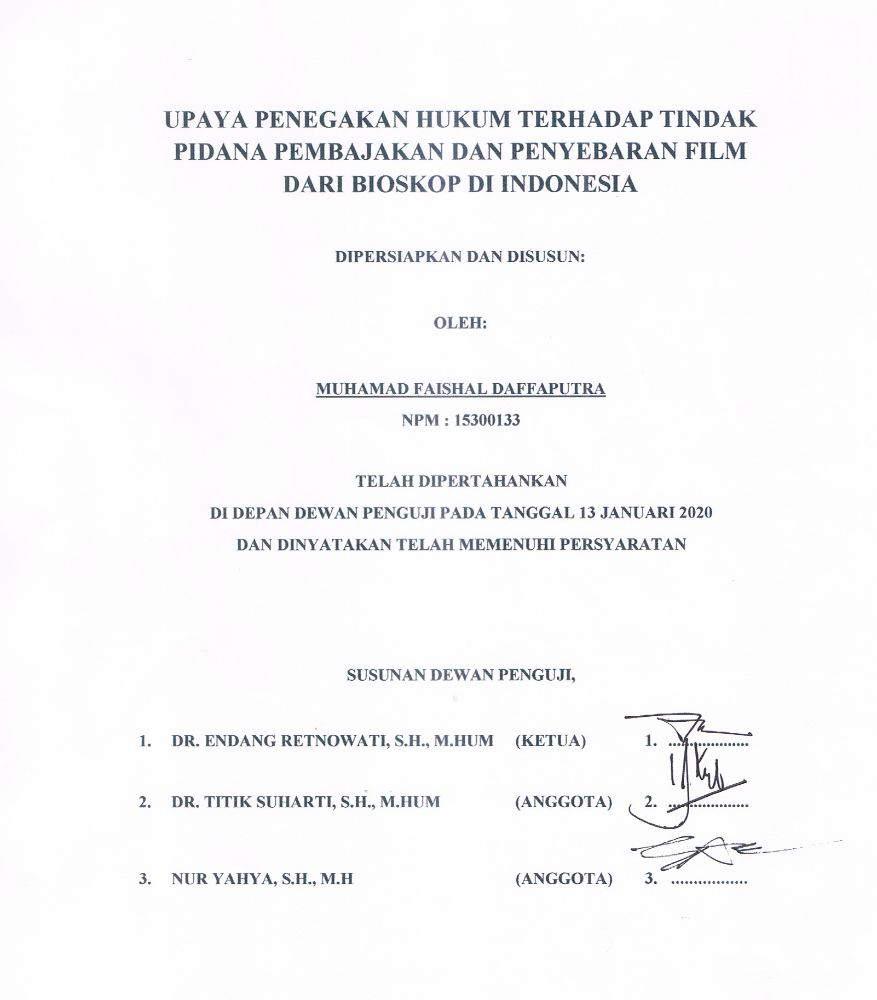 UPAYA PENEGAKAN HUKUM TERHADAP TINDAK
PIDANA PEMBAJAKAN DAN PENYEBARAN FILM
DARI BIOSKOP DI INDONESIA
DIPERSIAPKAN DAN DISUSUN:
OLEH:
MUHAMAD FAISHAL DAFFAPUTRA
NPM : 15300133
TELAH DIPERTAHANKAN
DI DEPAN DEWAN PENGUJI PADA TANGGAL 13 JANUARI 2020
DAN DINYATAKAN TELAH MEMENUHI PERSYARATAN
SUSUNAN DEWAN PENGUJI,
1. DR. ENDANG RETNOWATI, S.H., M.HUM (KETUA) 1. ..................
2. DR. TITIK SUHARTI, S.H., M.HUM (ANGGOTA) 2. ..................
3. NUR YAHYA, S.H., M.H (ANGGOTA) 3. .................